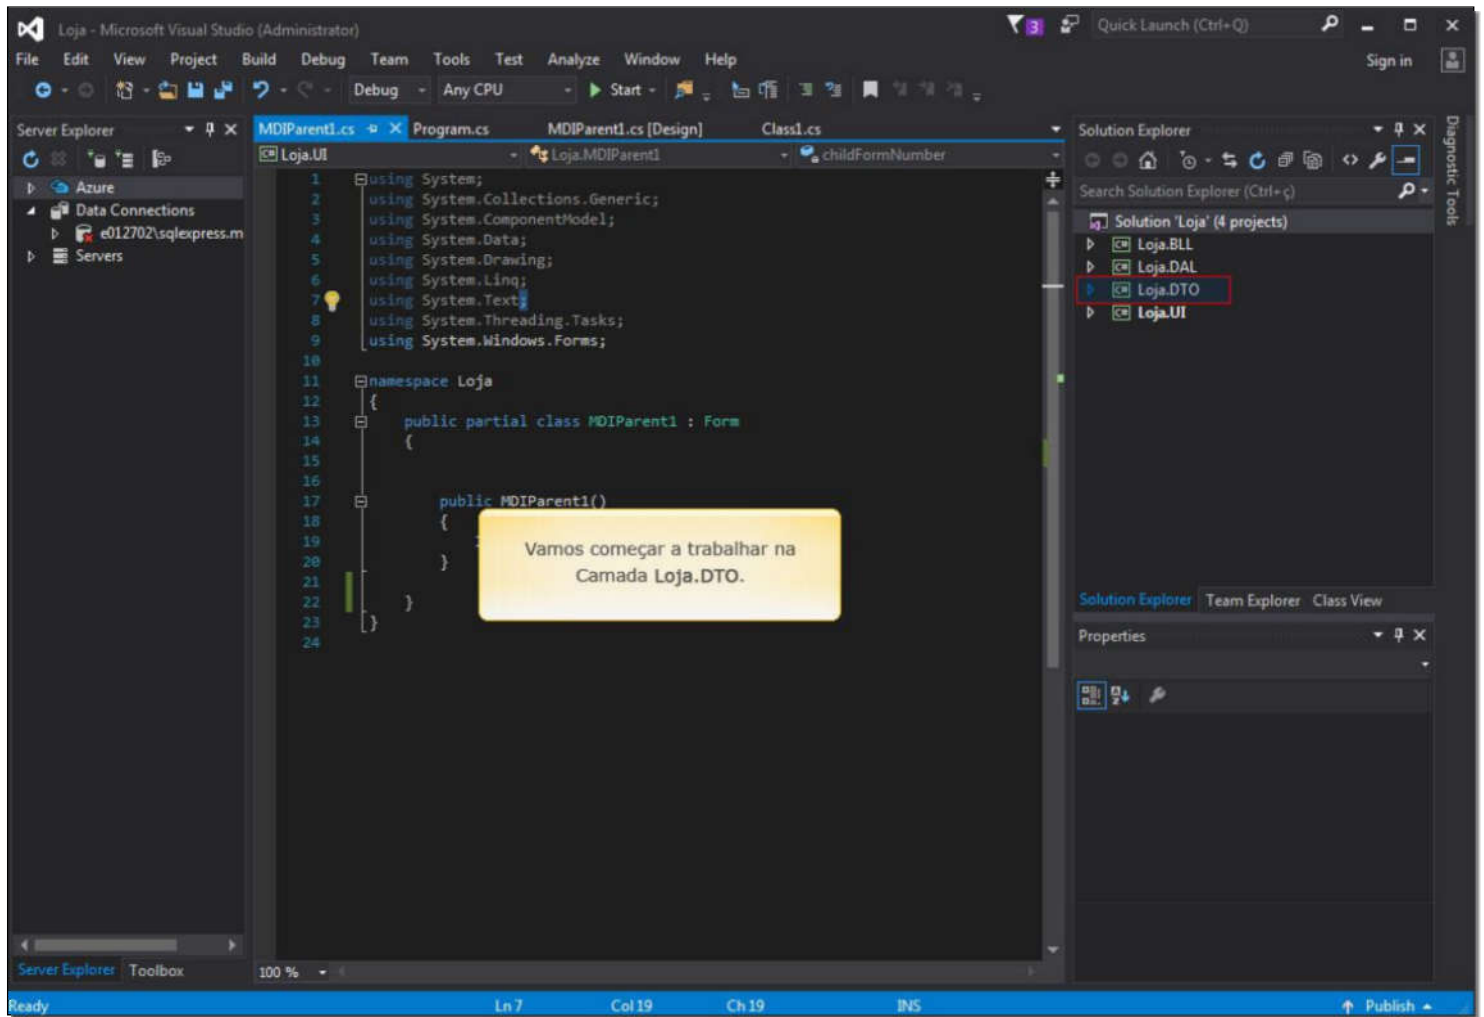 Loja - Microsoft Visual Studio (Administrator)
3
Quick Launch (Ctrl+Q)
File Edit View Project Build Debug Team Tools Test Analyze Window Help
Sign in
Debug Any CPU Start
Server Explorer
Azure
Data Connections
e012702\sqlexpress.m
Servers
MDIParent1.cs Program.cs MDIParent1.cs [Design] Class1.cs
Loja.UI Loja.MDIParent1 childFormNumber
1 using System;
2 using System.Collections.Generic;
3 using System.ComponentModel;
4 using System.Data;
5 using System.Drawing;
6 using System.Linq;
7 using System.Text;
8 using System.Threading.Tasks;
9 using System.Windows.Forms;
10
11 namespace Loja
12 {
13 public partial class MDIParent1 : Form
14 {
15
16
17 public MDIParent1()
18 {
19
20 }
21
22 }
23 }
24
Vamos começar a trabalhar na
Camada Loja.DTO.
Solution Explorer
Search Solution Explorer (Ctrl+ç)
Solution 'Loja' (4 projects)
Loja.BLL
Loja.DAL
Loja.DTO
Loja.UI
Solution Explorer Team Explorer Class View
Properties
Diagnostic Tools
Server Explorer Toolbox
100 %
Ready Ln 7 Col 19 Ch 19 INS Publish